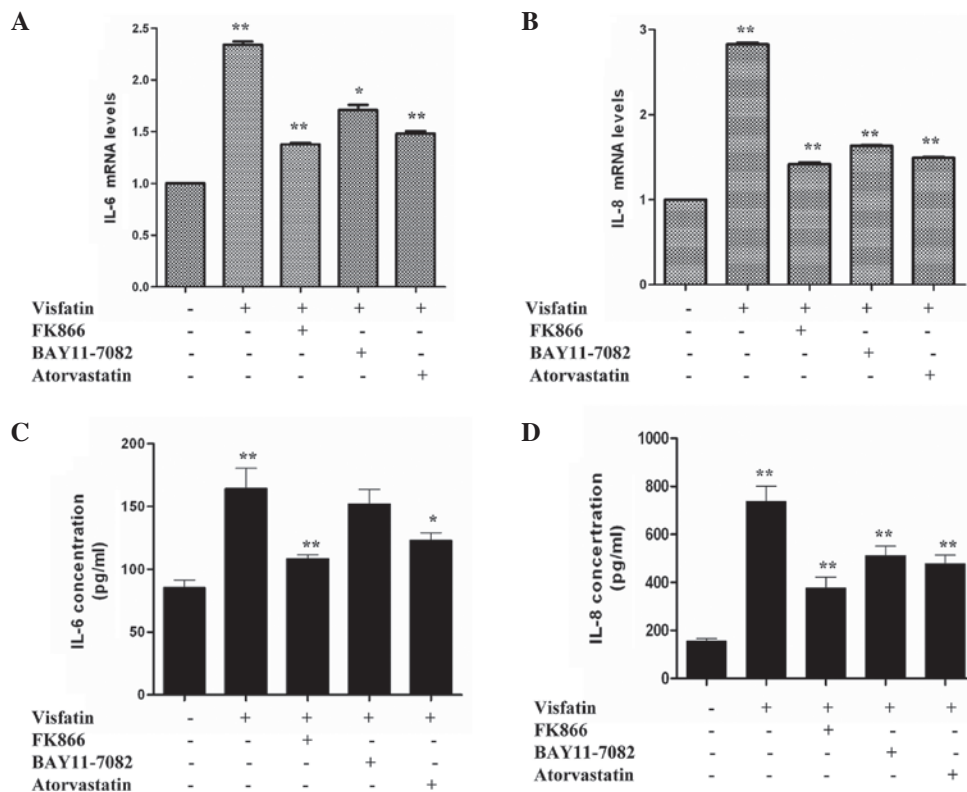 A
IL-6 mRNA levels
2.5
2.0
1.5
1.0
0.5
0.0
** ** * **
Visfatin - + + + +
FK866 - - + - -
BAY11-7082 - - - + -
Atorvastatin - - - - +
B
IL-8 mRNA levels
3
2
1
0
** ** ** **
Visfatin - + + + +
FK866 - - + - -
BAY11-7082 - - - + -
Atorvastatin - - - - +
C
IL-6 concentration
(pg/ml)
200
150
100
50
0
** ** *
Visfatin - + + + +
FK866 - - + - -
BAY11-7082 - - - + -
Atorvastatin - - - - +
D
IL-8 concertration
(pg/ml)
1000
800
600
400
200
0
** ** ** **
Visfatin - + + + +
FK866 - - + - -
BAY11-7082 - - - + -
Atorvastatin - - - - +